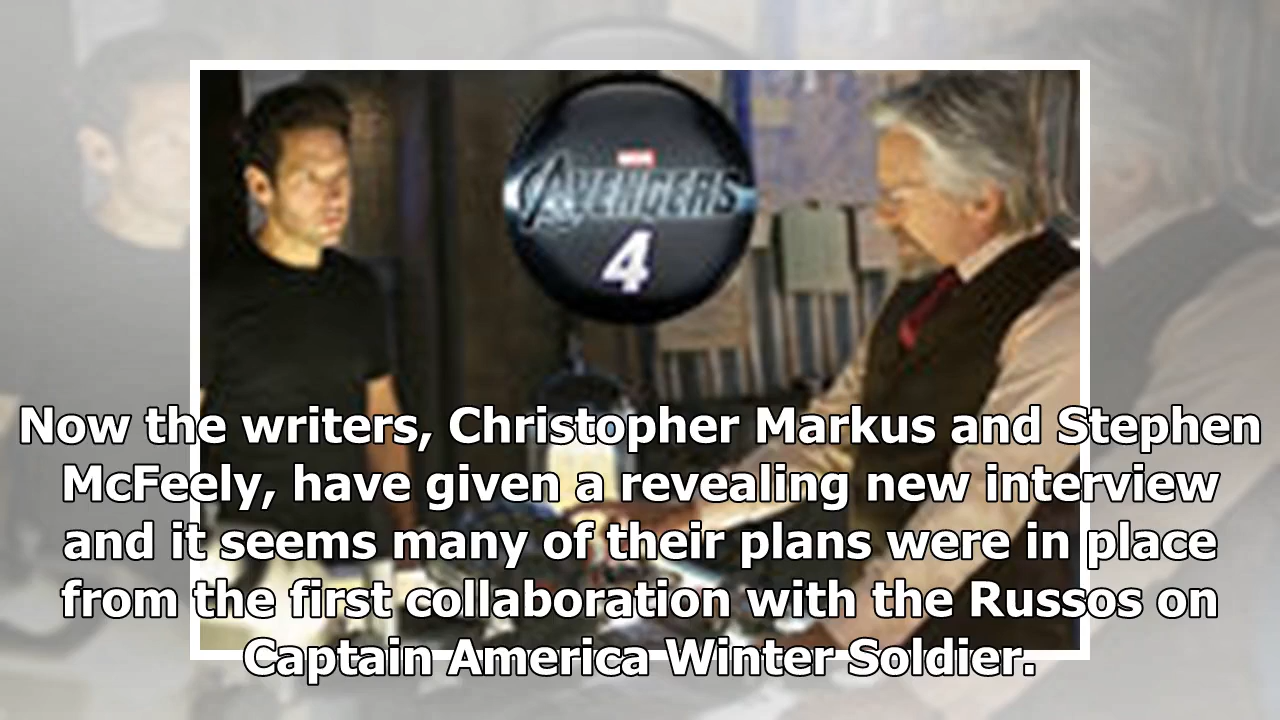 MARVEL
AVENGERS
4
Now the writers, Christopher Markus and Stephen
McFeely, have given a revealing new interview
and it seems many of their plans were in place
from the first collaboration with the Russos on
Captain America Winter Soldier.